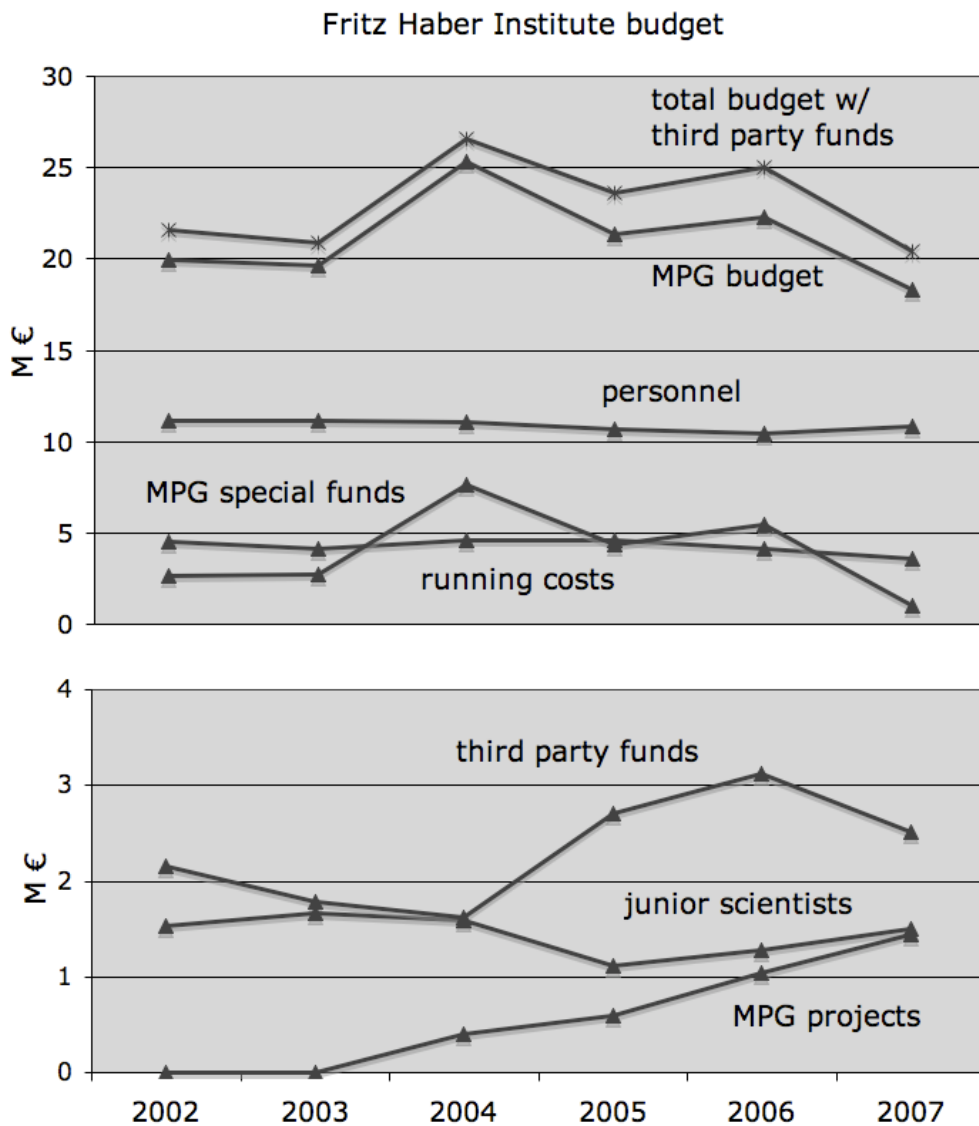 Fritz Haber Institute budget
30
25
20
15
10
5
0
M €
total budget w/
third party funds
MPG budget
personnel
MPG special funds
running costs
4
3
2
1
0
M €
third party funds
junior scientists
MPG projects
2002 2003 2004 2005 2006 2007